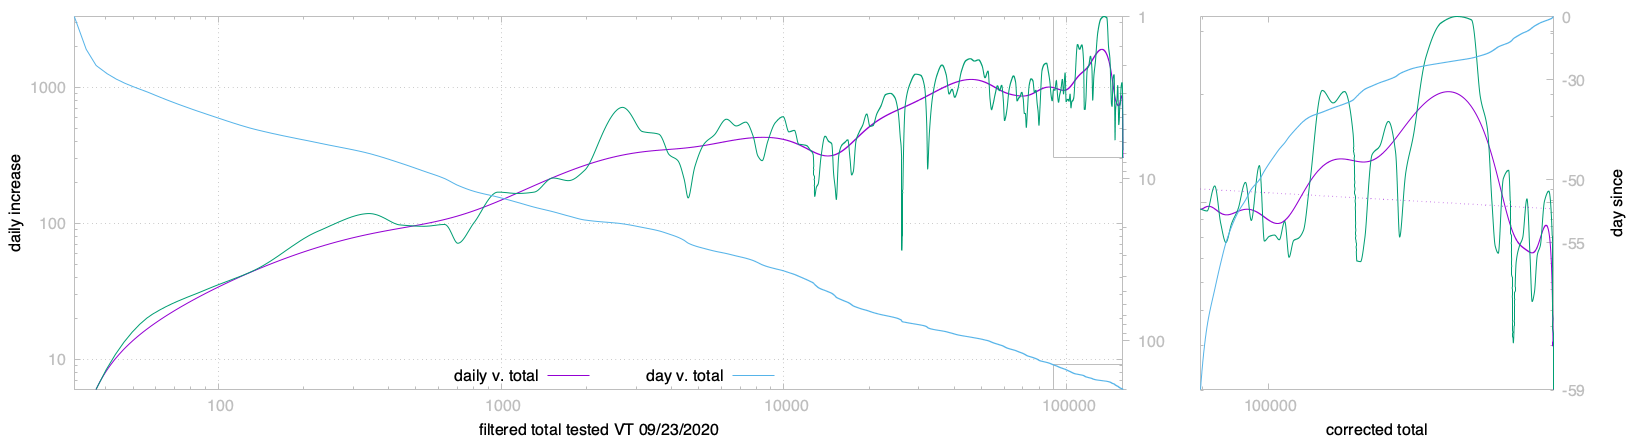 daily increase
1000
100
10
100
1000
10000
100000
1
10
100
daily v. total
day v. total
filtered total tested VT 09/23/2020
0
-30
-50
-55
-59
day since
100000
corrected total